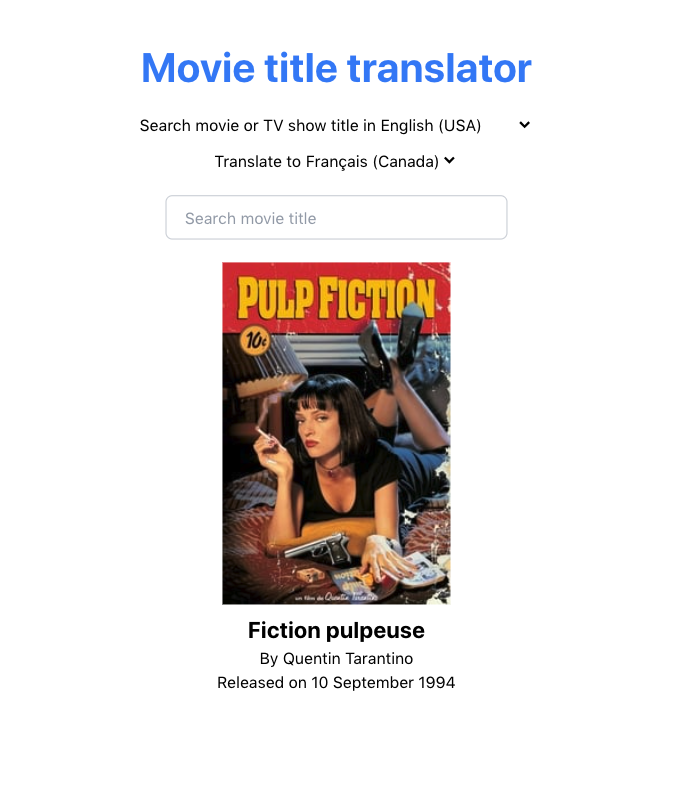 Movie title translator
Search movie or TV show title in English (USA)
Translate to Français (Canada)
Search movie title
PULP FICTION
10¢
un film de Quentin Tarantino
Fiction pulpeuse
By Quentin Tarantino
Released on 10 September 1994